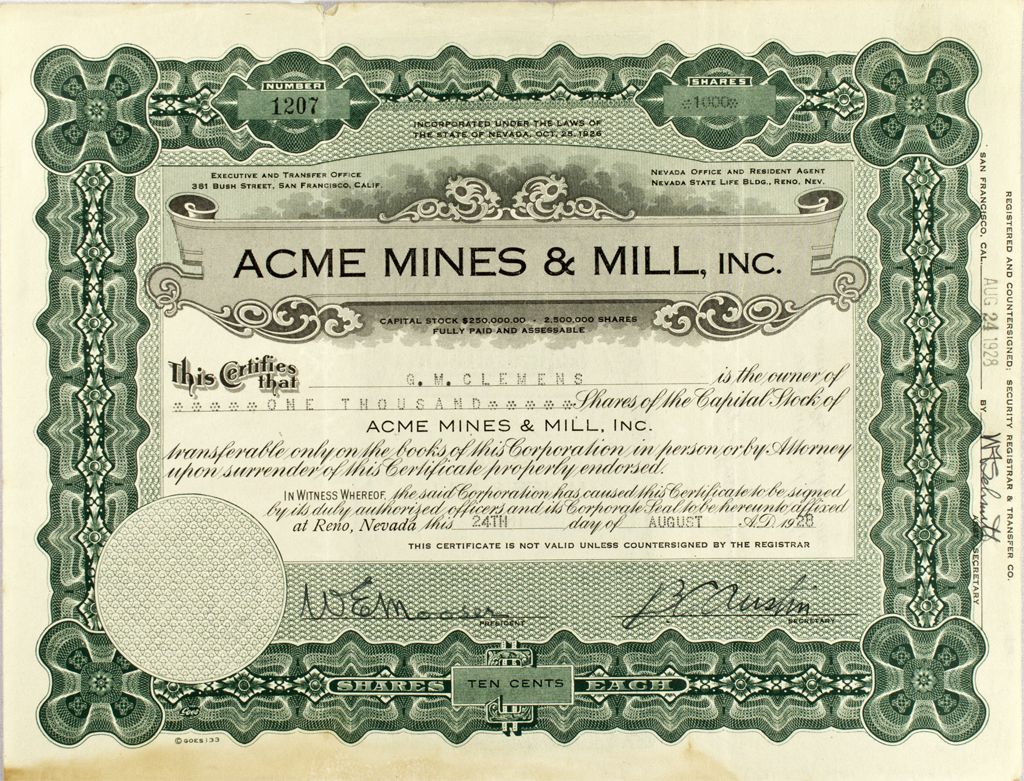 NUMBER
1207
SHARES
*1000*
INCORPORATED UNDER THE LAWS OF
THE STATE OF NEVADA, OCT. 25, 1926
EXECUTIVE AND TRANSFER OFFICE
381 BUSH STREET, SAN FRANCISCO, CALIF.
NEVADA OFFICE AND RESIDENT AGENT
NEVADA STATE LIFE BLDG., RENO, NEV.
ACME MINES & MILL, INC.
CAPITAL STOCK $250,000.00 - 2,500,000 SHARES
FULLY PAID AND ASSESSABLE
This Certifies that G. M. CLEMENS is the owner of
*****ONE THOUSAND***** Shares of the Capital Stock of
ACME MINES & MILL, INC.
transferable only on the books of this Corporation in person or by Attorney
upon surrender of this Certificate properly endorsed.
IN WITNESS WHEREOF, the said Corporation has caused this Certificate to be signed
by its duly authorized officers and its Corporate Seal to be hereunto affixed
at Reno, Nevada this 24TH day of AUGUST A.D. 1928
THIS CERTIFICATE IS NOT VALID UNLESS COUNTERSIGNED BY THE REGISTRAR
W E Mooser
PRESIDENT
SECRETARY
SHARES TEN CENTS EACH
© GOES 133
REGISTERED AND COUNTERSIGNED: SECURITY REGISTRAR & TRANSFER CO.
SAN FRANCISCO, CAL. AUG 24 1928 BY
SECRETARY